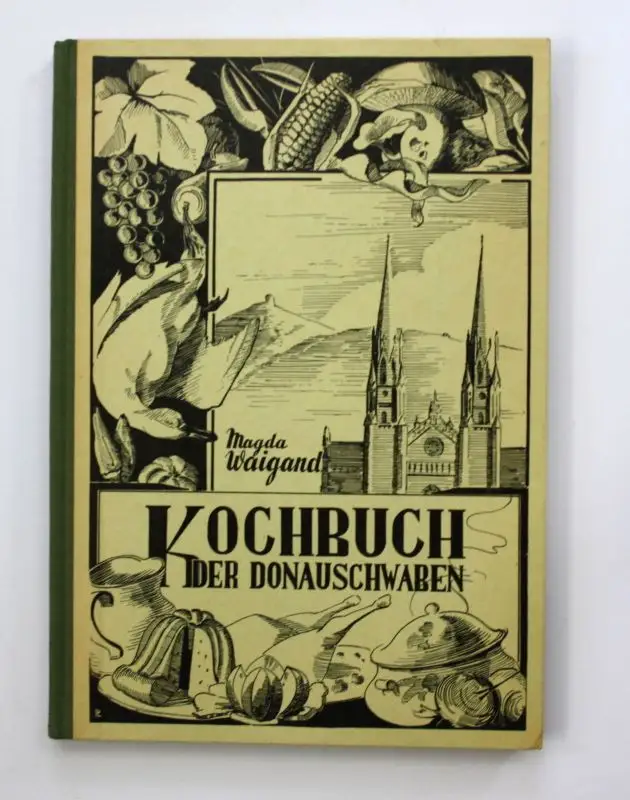 Magda
Waigand
KOCHBUCH
DER DONAUSCHWABEN